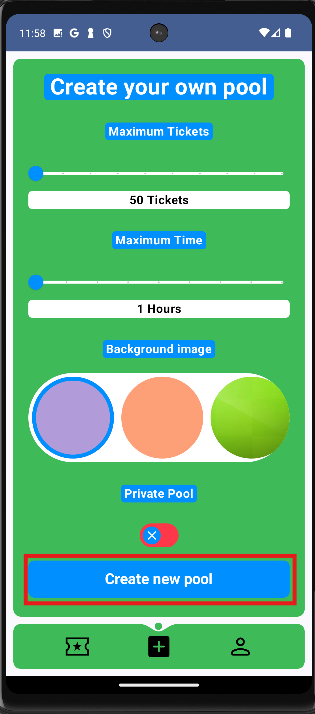 11:58
Create your own pool
Maximum Tickets
50 Tickets
Maximum Time
1 Hours
Background image
Private Pool
Create new pool